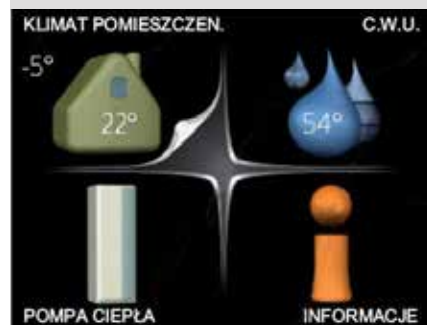 KLIMAT POMIESZCZEN.
C.W.U.
-5°
22°
54°
POMPA CIEPŁA
INFORMACJE